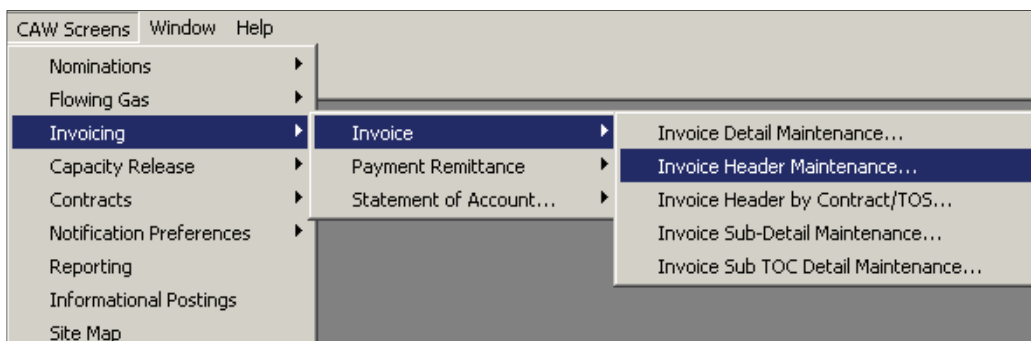 CAW Screens Window Help
Nominations
Flowing Gas
Invoicing
Capacity Release
Contracts
Notification Preferences
Reporting
Informational Postings
Site Map
Invoice
Payment Remittance
Statement of Account...
Invoice Detail Maintenance...
Invoice Header Maintenance...
Invoice Header by Contract/TOS...
Invoice Sub-Detail Maintenance...
Invoice Sub TOC Detail Maintenance...